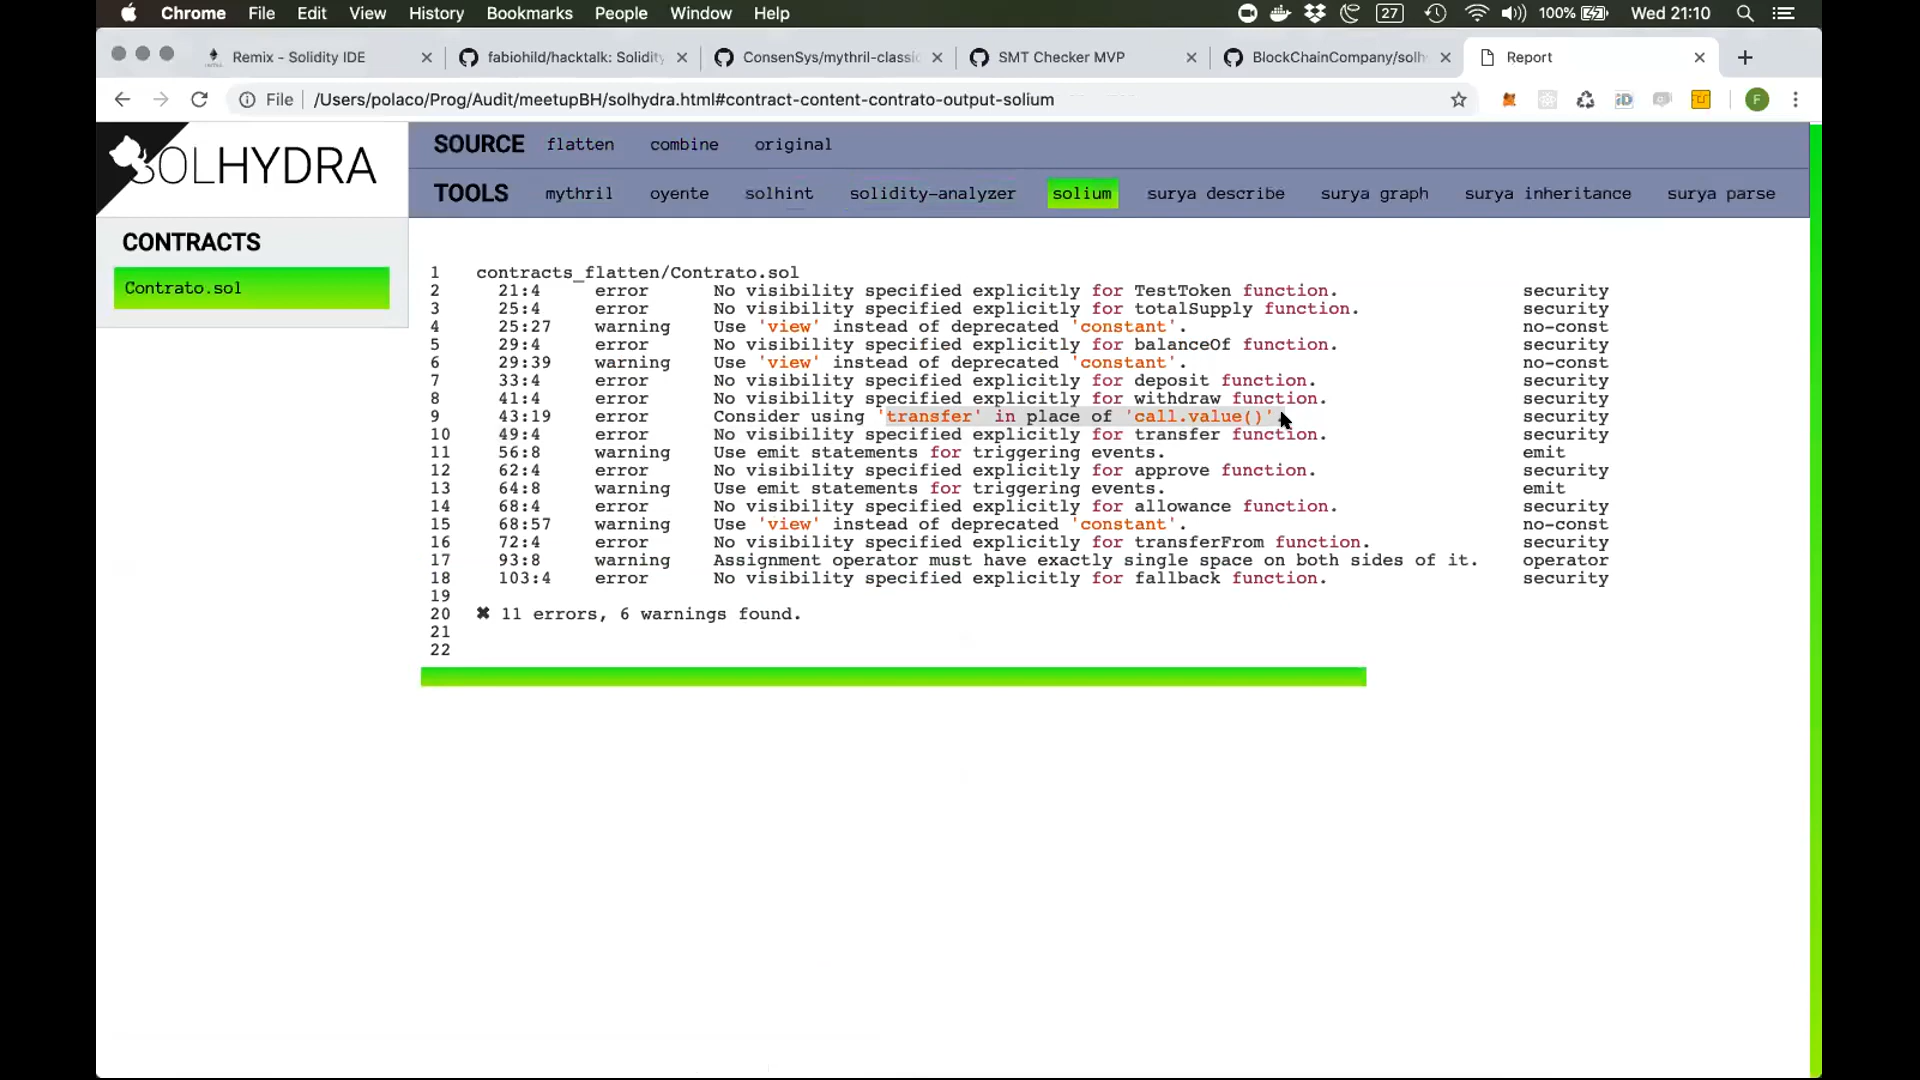 Chrome File Edit View History Bookmarks People Window Help 27 100% Wed 21:10
Remix - Solidity IDE fabiohild/hacktalk: Solidity ConsenSys/mythril-classic SMT Checker MVP BlockChainCompany/solh Report
File /Users/polaco/Prog/Audit/meetupBH/solhydra.html#contract-content-contrato-output-solium F
SOLHYDRA
SOURCE flatten combine original
TOOLS mythril oyente solhint solidity-analyzer solium surya describe surya graph surya inheritance surya parse
CONTRACTS
Contrato.sol
1 contracts_flatten/Contrato.sol
2 21:4 error No visibility specified explicitly for TestToken function. security
3 25:4 error No visibility specified explicitly for totalSupply function. security
4 25:27 warning Use 'view' instead of deprecated 'constant'. no-const
5 29:4 error No visibility specified explicitly for balanceOf function. security
6 29:39 warning Use 'view' instead of deprecated 'constant'. no-const
7 33:4 error No visibility specified explicitly for deposit function. security
8 41:4 error No visibility specified explicitly for withdraw function. security
9 43:19 error Consider using 'transfer' in place of 'call.value()'. security
10 49:4 error No visibility specified explicitly for transfer function. security
11 56:8 warning Use emit statements for triggering events. emit
12 62:4 error No visibility specified explicitly for approve function. security
13 64:8 warning Use emit statements for triggering events. emit
14 68:4 error No visibility specified explicitly for allowance function. security
15 68:57 warning Use 'view' instead of deprecated 'constant'. no-const
16 72:4 error No visibility specified explicitly for transferFrom function. security
17 93:8 warning Assignment operator must have exactly single space on both sides of it. operator
18 103:4 error No visibility specified explicitly for fallback function. security
19
20 ✖ 11 errors, 6 warnings found.
21
22